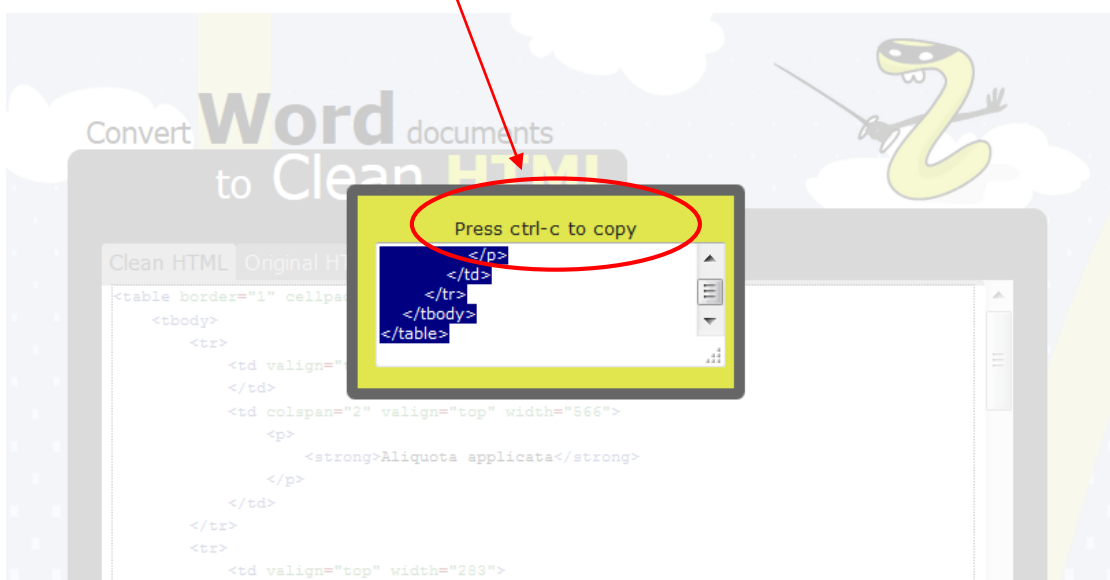 Convert Word documents
to Clean HTML
Press ctrl-c to copy
</p>
</td>
</tr>
</tbody>
</table>
Clean HTML Original HT
<table border="1" cellpa
<tbody>
<tr>
<td valign="
</td>
<td colspan="2" valign="top" width="566">
<p>
<strong>Aliquota applicata</strong>
</p>
</td>
</tr>
<tr>
<td valign="top" width="283">